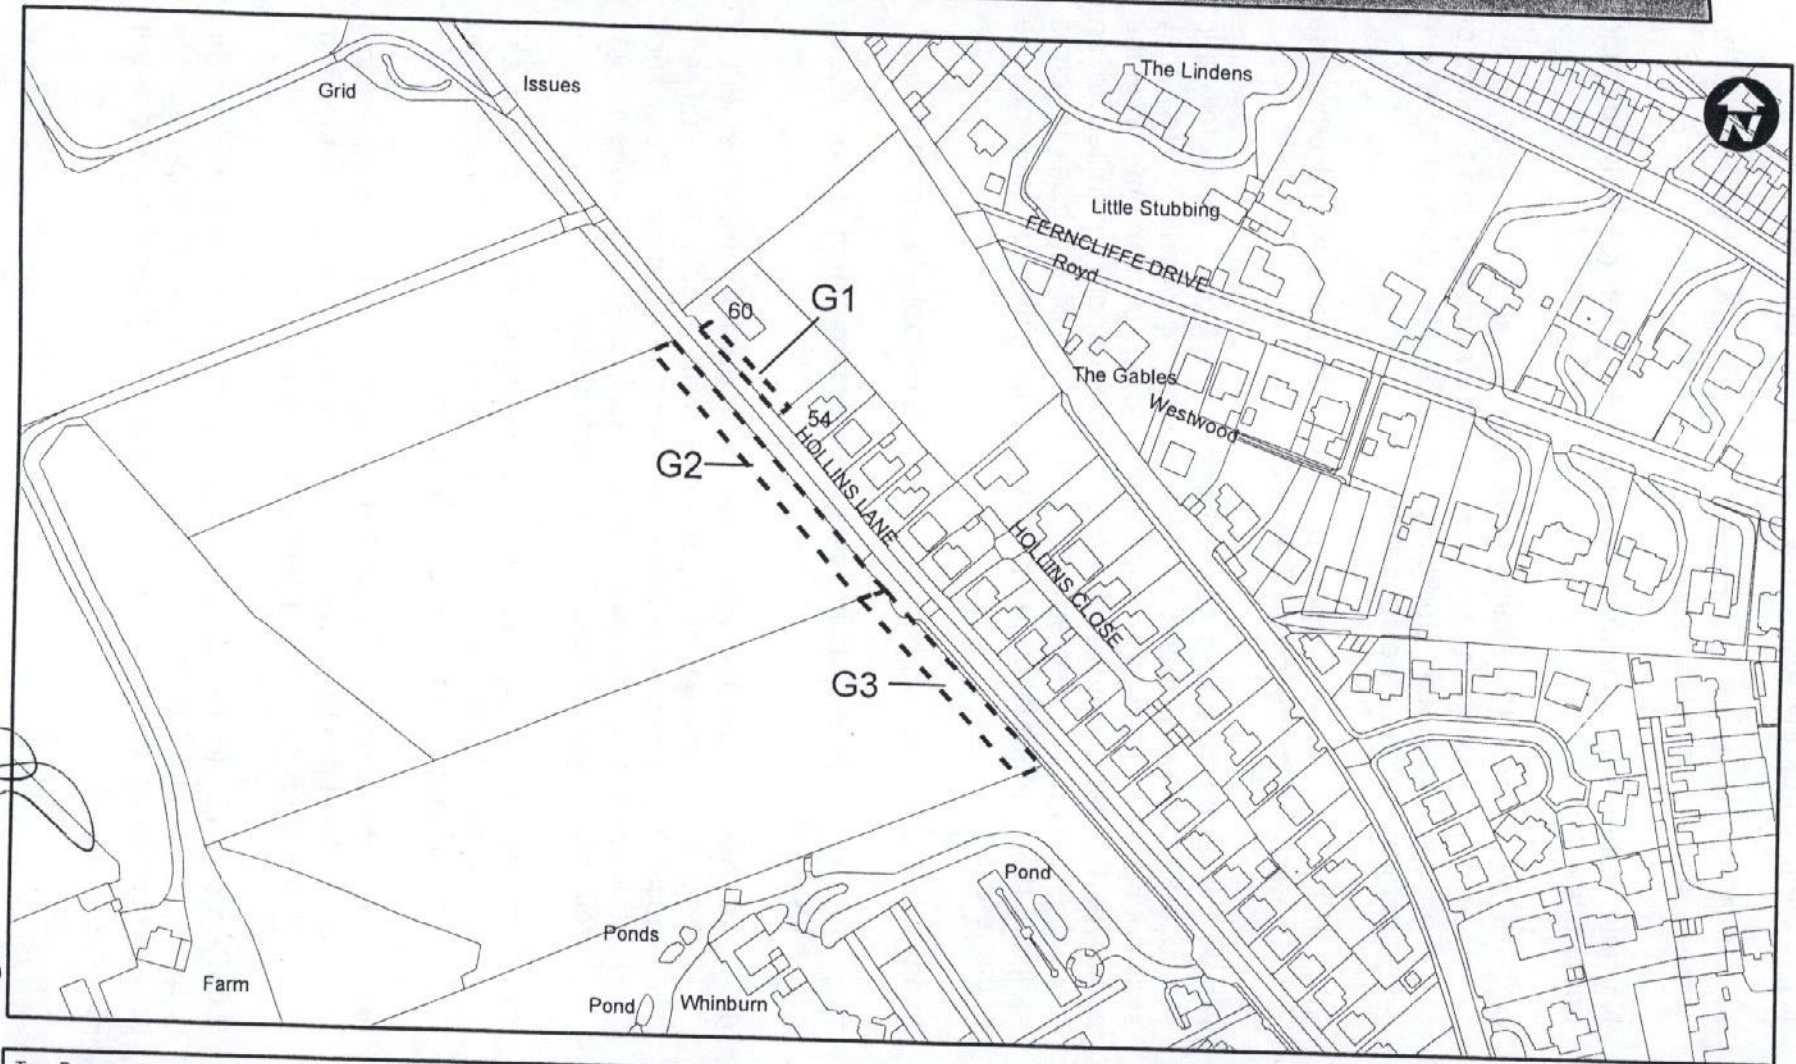 Grid
Issues
The Lindens
N
Little Stubbing
FERNCLIFFE DRIVE
Royd
60
G1
The Gables
Westwood
54
HOLLINS LANE
G2
HOLLINS CLOSE
G3
Pond
Ponds
Farm
Pond
Whinburn